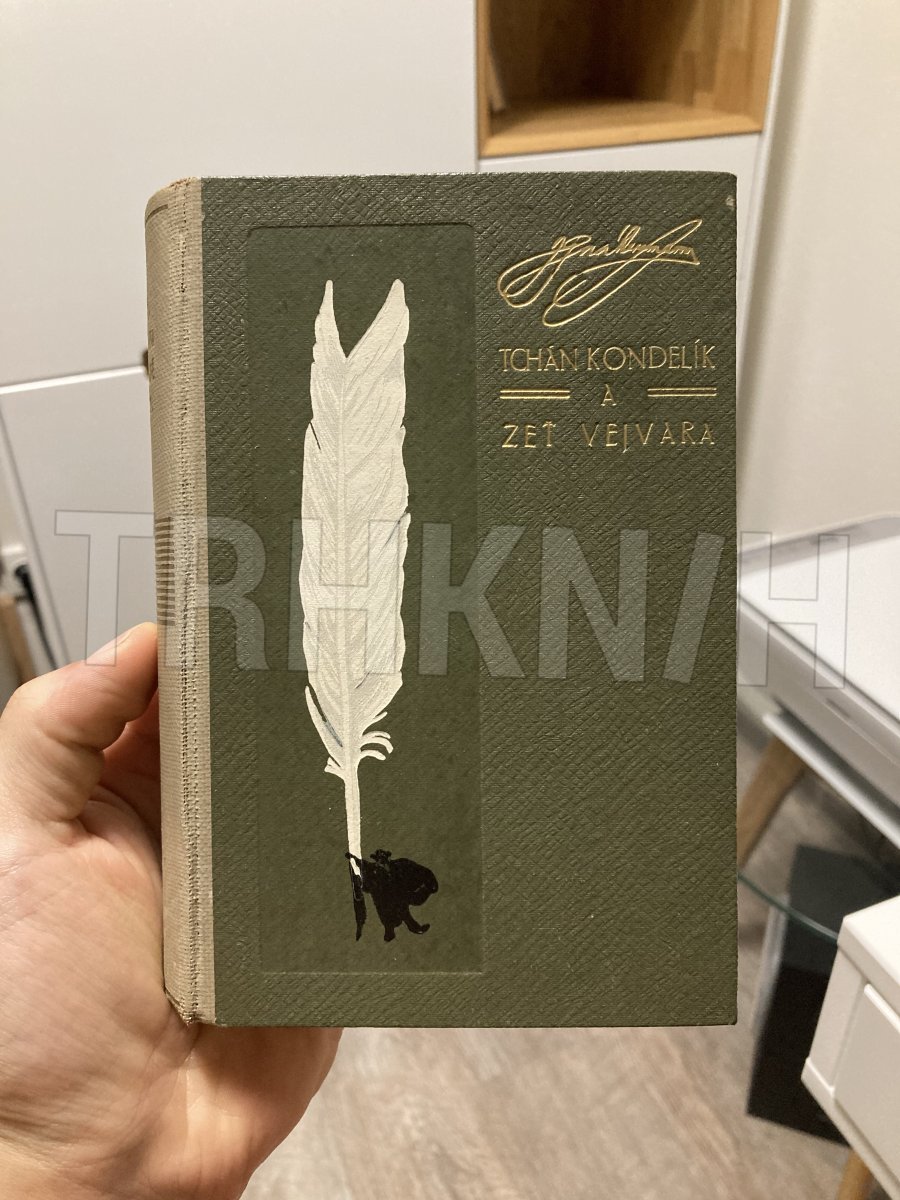 TCHÁN KONDELÍK
A
ZEŤ VEJVARA
TRHKNIH